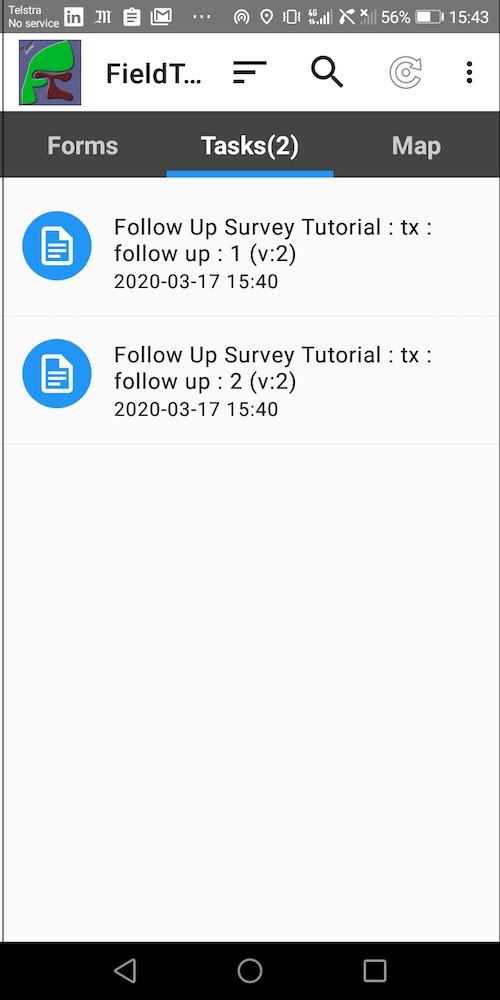 Telstra
No service
56%
15:43
FieldT...
Forms
Tasks(2)
Map
Follow Up Survey Tutorial : tx :
follow up : 1 (v:2)
2020-03-17 15:40
Follow Up Survey Tutorial : tx :
follow up : 2 (v:2)
2020-03-17 15:40